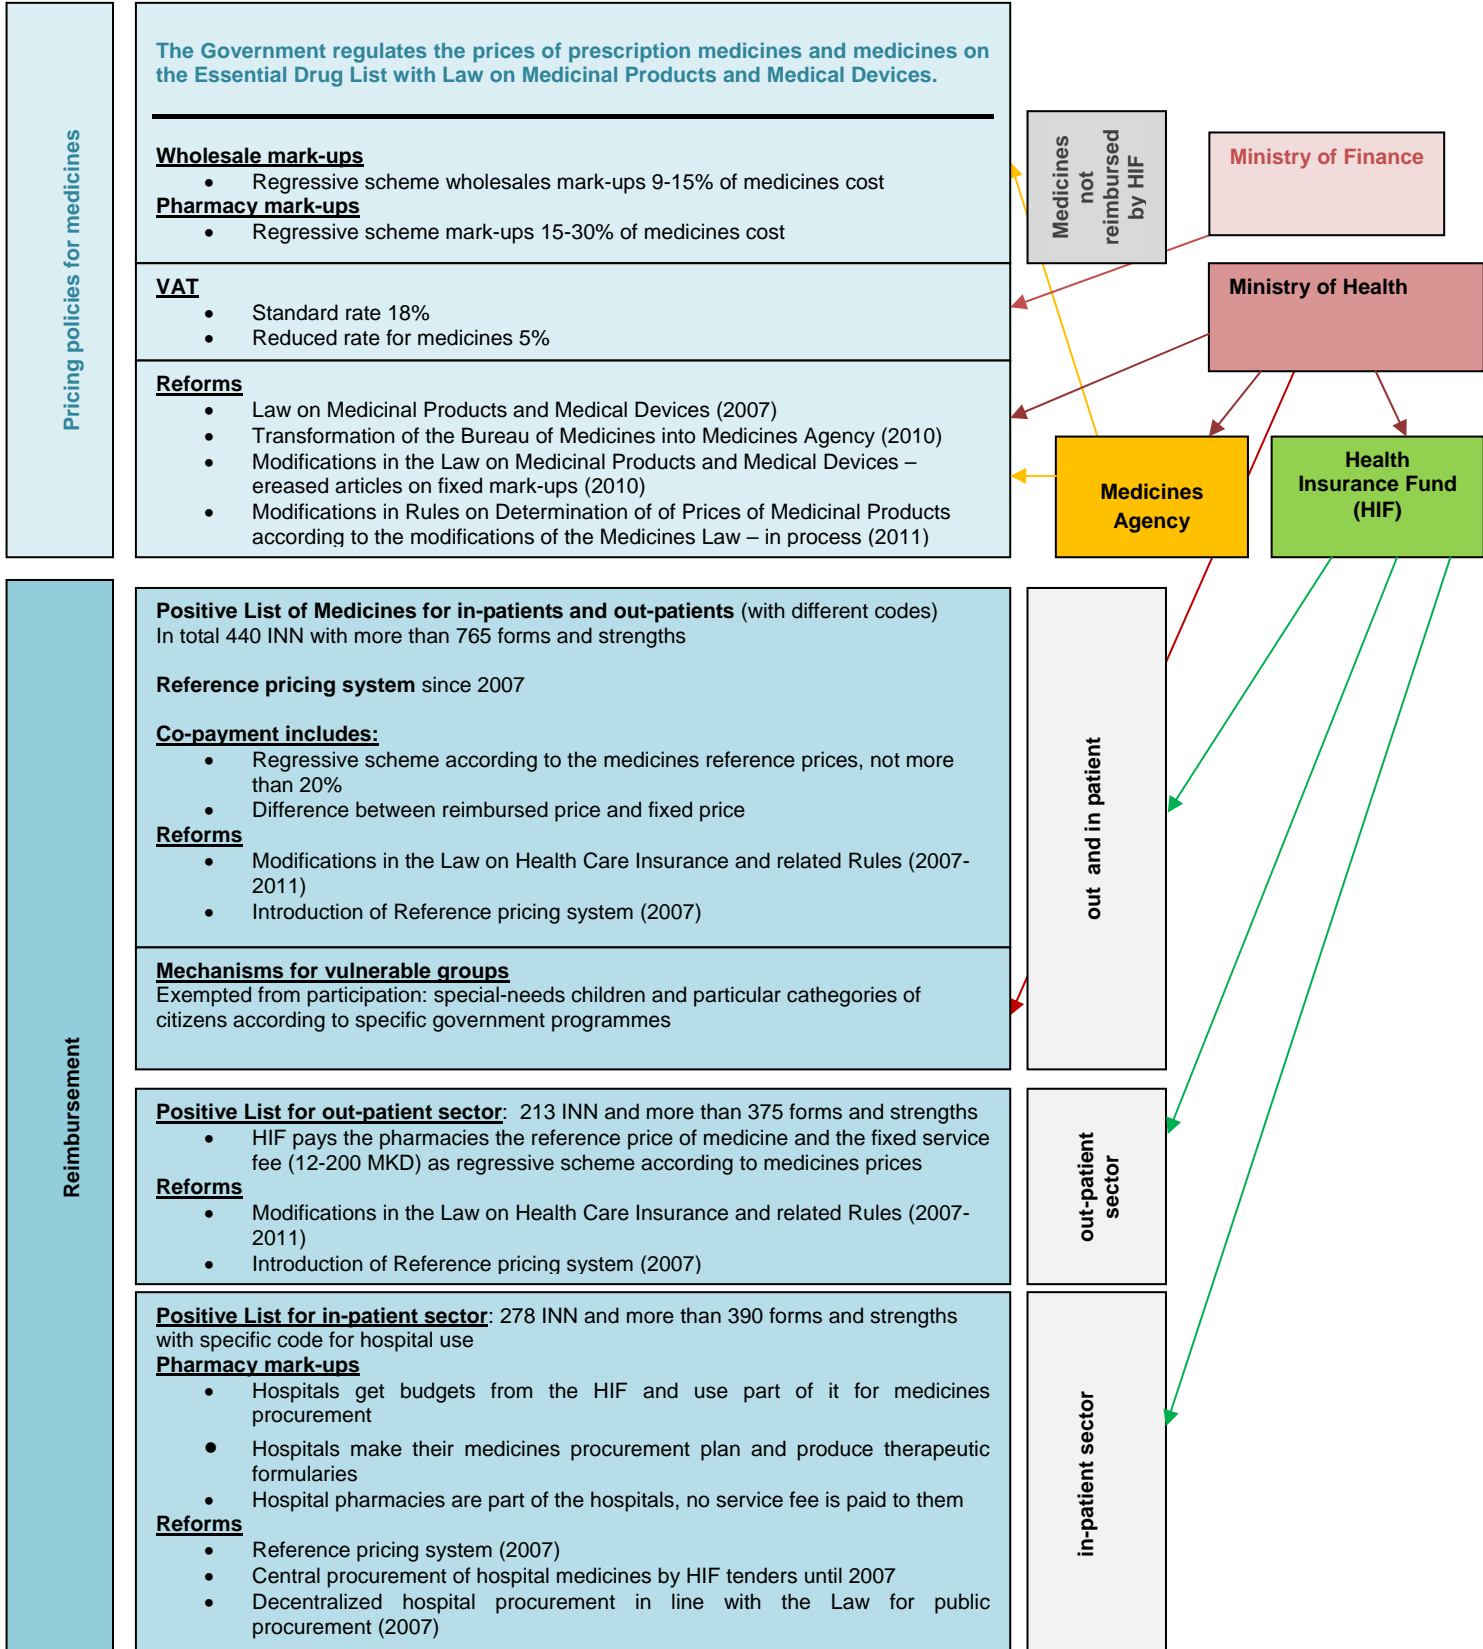 Pricing policies for medicines
The Government regulates the prices of prescription medicines and medicines on
the Essential Drug List with Law on Medicinal Products and Medical Devices.
Wholesale mark-ups
• Regressive scheme wholesales mark-ups 9-15% of medicines cost
Pharmacy mark-ups
• Regressive scheme mark-ups 15-30% of medicines cost
VAT
• Standard rate 18%
• Reduced rate for medicines 5%
Reforms
• Law on Medicinal Products and Medical Devices (2007)
• Transformation of the Bureau of Medicines into Medicines Agency (2010)
• Modifications in the Law on Medicinal Products and Medical Devices –
ereased articles on fixed mark-ups (2010)
• Modifications in Rules on Determination of of Prices of Medicinal Products
according to the modifications of the Medicines Law – in process (2011)
Medicines
not
reimbursed
by HIF
Ministry of Finance
Ministry of Health
Medicines
Agency
Health
Insurance Fund
(HIF)
Reimbursement
Positive List of Medicines for in-patients and out-patients (with different codes)
In total 440 INN with more than 765 forms and strengths
Reference pricing system since 2007
Co-payment includes:
• Regressive scheme according to the medicines reference prices, not more
than 20%
• Difference between reimbursed price and fixed price
Reforms
• Modifications in the Law on Health Care Insurance and related Rules (2007-
2011)
• Introduction of Reference pricing system (2007)
Mechanisms for vulnerable groups
Exempted from participation: special-needs children and particular cathegories of
citizens according to specific government programmes
out and in patient
Positive List for out-patient sector: 213 INN and more than 375 forms and strengths
• HIF pays the pharmacies the reference price of medicine and the fixed service
fee (12-200 MKD) as regressive scheme according to medicines prices
Reforms
• Modifications in the Law on Health Care Insurance and related Rules (2007-
2011)
• Introduction of Reference pricing system (2007)
out-patient
sector
Positive List for in-patient sector: 278 INN and more than 390 forms and strengths
with specific code for hospital use
Pharmacy mark-ups
• Hospitals get budgets from the HIF and use part of it for medicines
procurement
• Hospitals make their medicines procurement plan and produce therapeutic
formularies
• Hospital pharmacies are part of the hospitals, no service fee is paid to them
Reforms
• Reference pricing system (2007)
• Central procurement of hospital medicines by HIF tenders until 2007
• Decentralized hospital procurement in line with the Law for public
procurement (2007)
in-patient sector